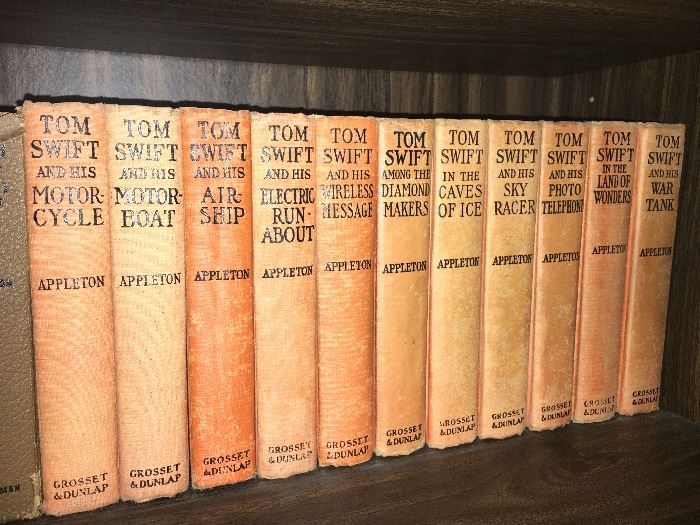 TOM
SWIFT
AND HIS
MOTOR-
CYCLE
APPLETON
GROSSET
& DUNLAP
TOM
SWIFT
AND HIS
MOTOR-
BOAT
APPLETON
GROSSET
& DUNLAP
TOM
SWIFT
AND HIS
AIR-
SHIP
APPLETON
GROSSET
& DUNLAP
TOM
SWIFT
AND HIS
ELECTRIC
RUN-
ABOUT
APPLETON
GROSSET
& DUNLAP
TOM
SWIFT
AND HIS
WIRELESS
MESSAGE
APPLETON
GROSSET
& DUNLAP
TOM
SWIFT
AMONG THE
DIAMOND
MAKERS
APPLETON
GROSSET
& DUNLAP
TOM
SWIFT
IN THE
CAVES
OF ICE
APPLETON
GROSSET
& DUNLAP
TOM
SWIFT
AND HIS
SKY
RACER
APPLETON
GROSSET
& DUNLAP
TOM
SWIFT
AND HIS
PHOTO
TELEPHONE
APPLETON
GROSSET
& DUNLAP
TOM
SWIFT
IN THE
LAND OF
WONDERS
APPLETON
GROSSET
& DUNLAP
TOM
SWIFT
AND HIS
WAR
TANK
APPLETON
GROSSET
& DUNLAP